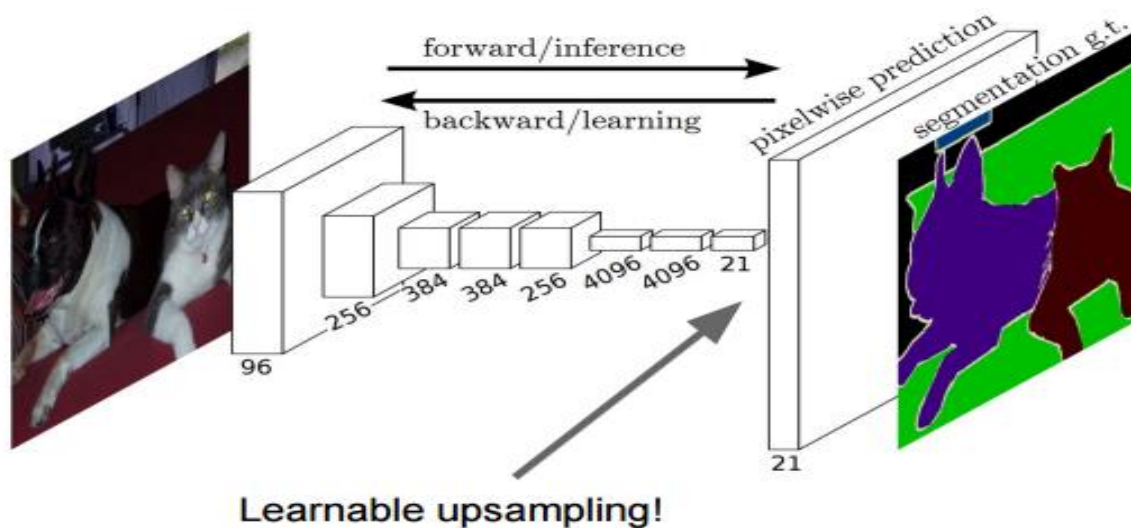 forward/inference
backward/learning
pixelwise prediction
segmentation g.t.
96
256
384
384
256
4096
4096
21
21
Learnable upsampling!